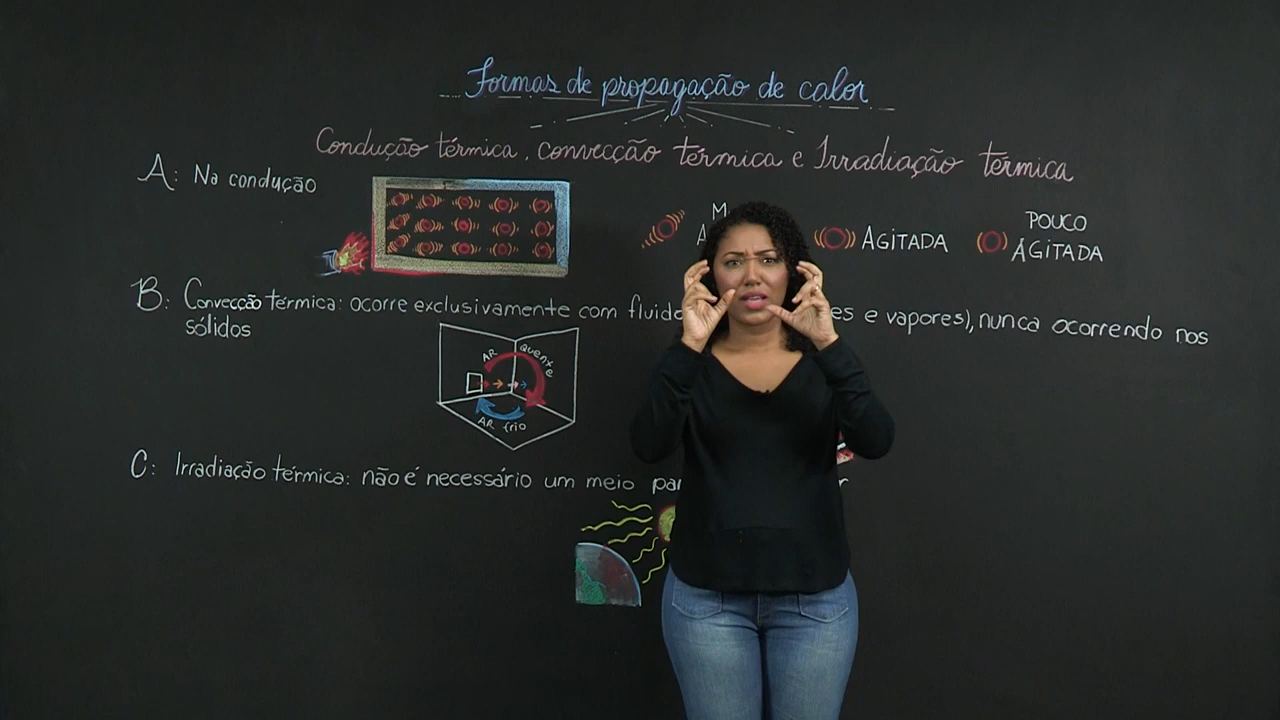 Formas de propagação de calor
Condução térmica, convecção térmica e Irradiação térmica
A: Na condução
AGITADA
POUCO
AGITADA
B: Convecção térmica: ocorre exclusivamente com es e vapores), nunca ocorrendo nos
sólidos
AR quente
AR frio
C: Irradiação térmica: não é necessário um meio